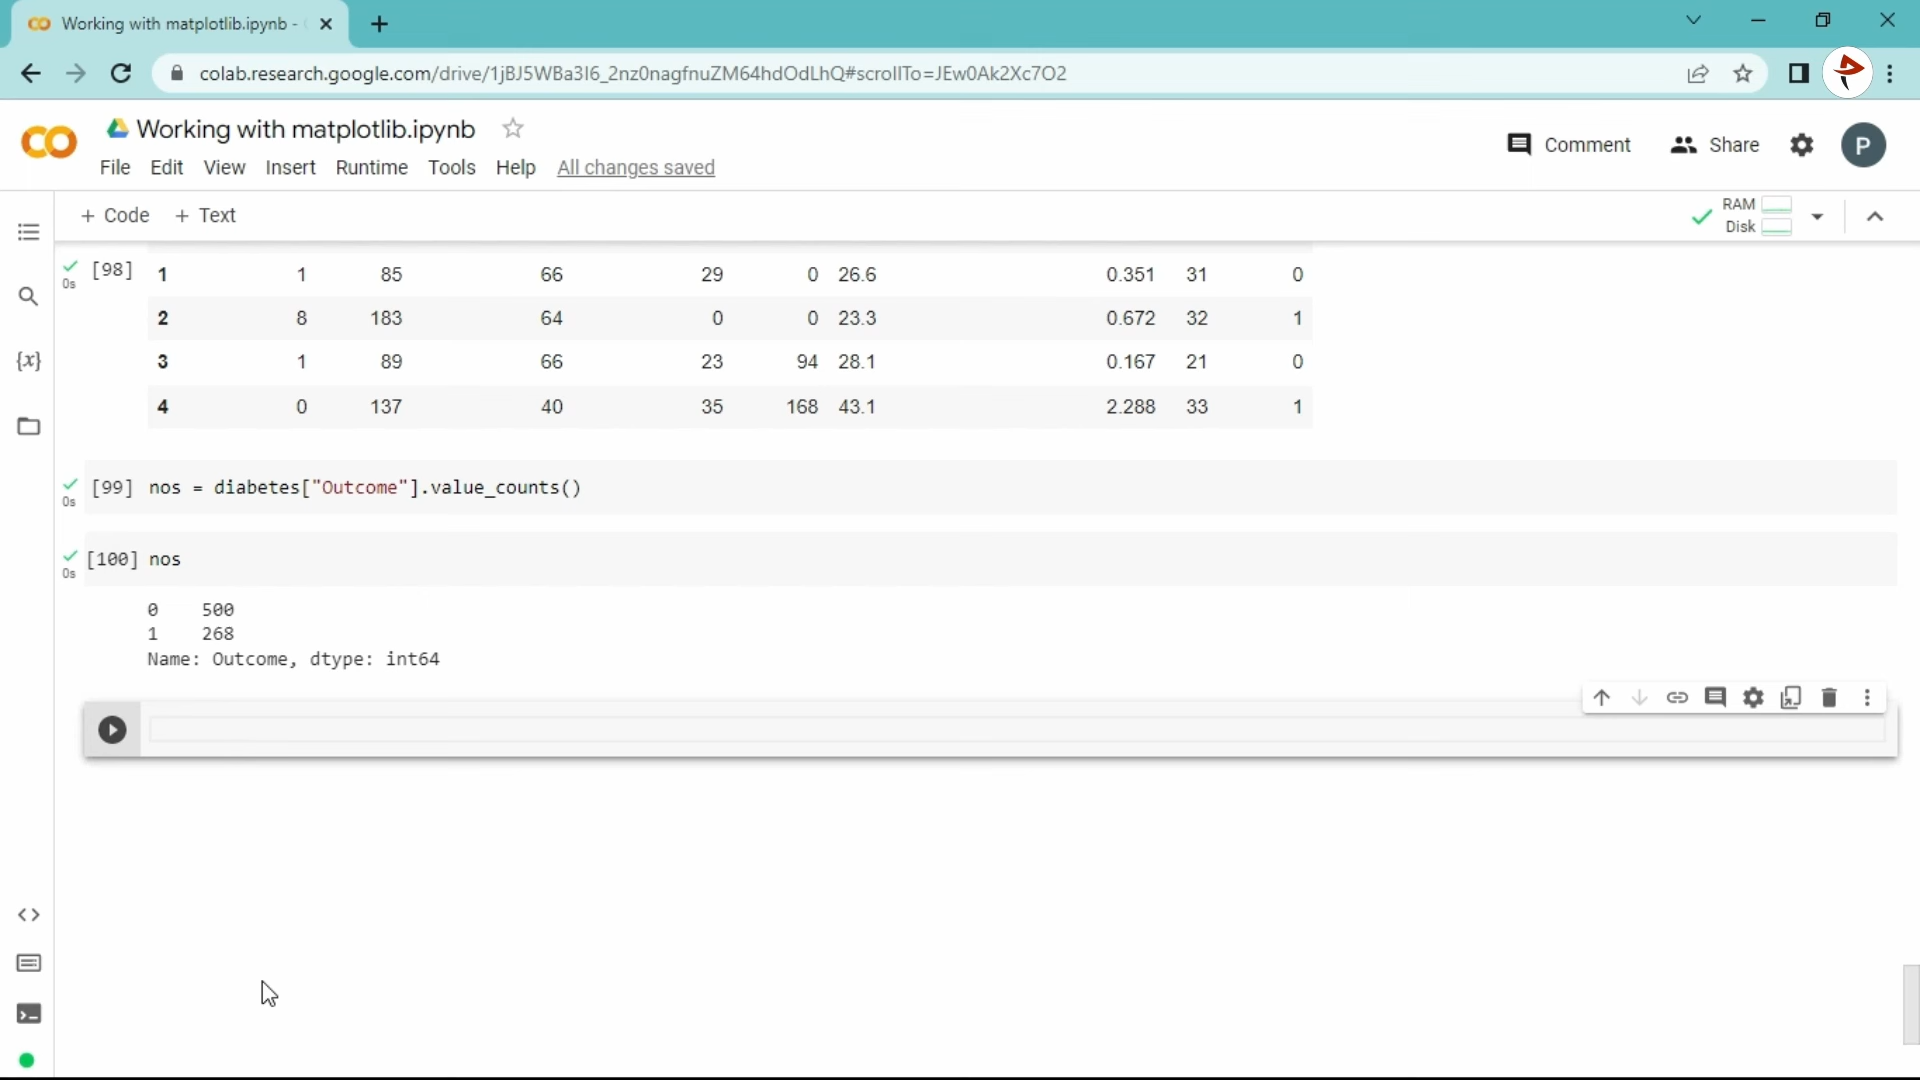 Working with matplotlib.ipynb -
colab.research.google.com/drive/1jBJ5WBa3I6_2nz0nagfnuZM64hdOdLhQ#scrollTo=JEw0Ak2Xc7O2
Working with matplotlib.ipynb
File Edit View Insert Runtime Tools Help All changes saved
Comment Share P
+ Code + Text
RAM
Disk
[98] 1 1 85 66 29 0 26.6 0.351 31 0
0s
2 8 183 64 0 0 23.3 0.672 32 1
{x}
3 1 89 66 23 94 28.1 0.167 21 0
4 0 137 40 35 168 43.1 2.288 33 1
[99] nos = diabetes["Outcome"].value_counts()
0s
[100] nos
0s
0 500
1 268
Name: Outcome, dtype: int64